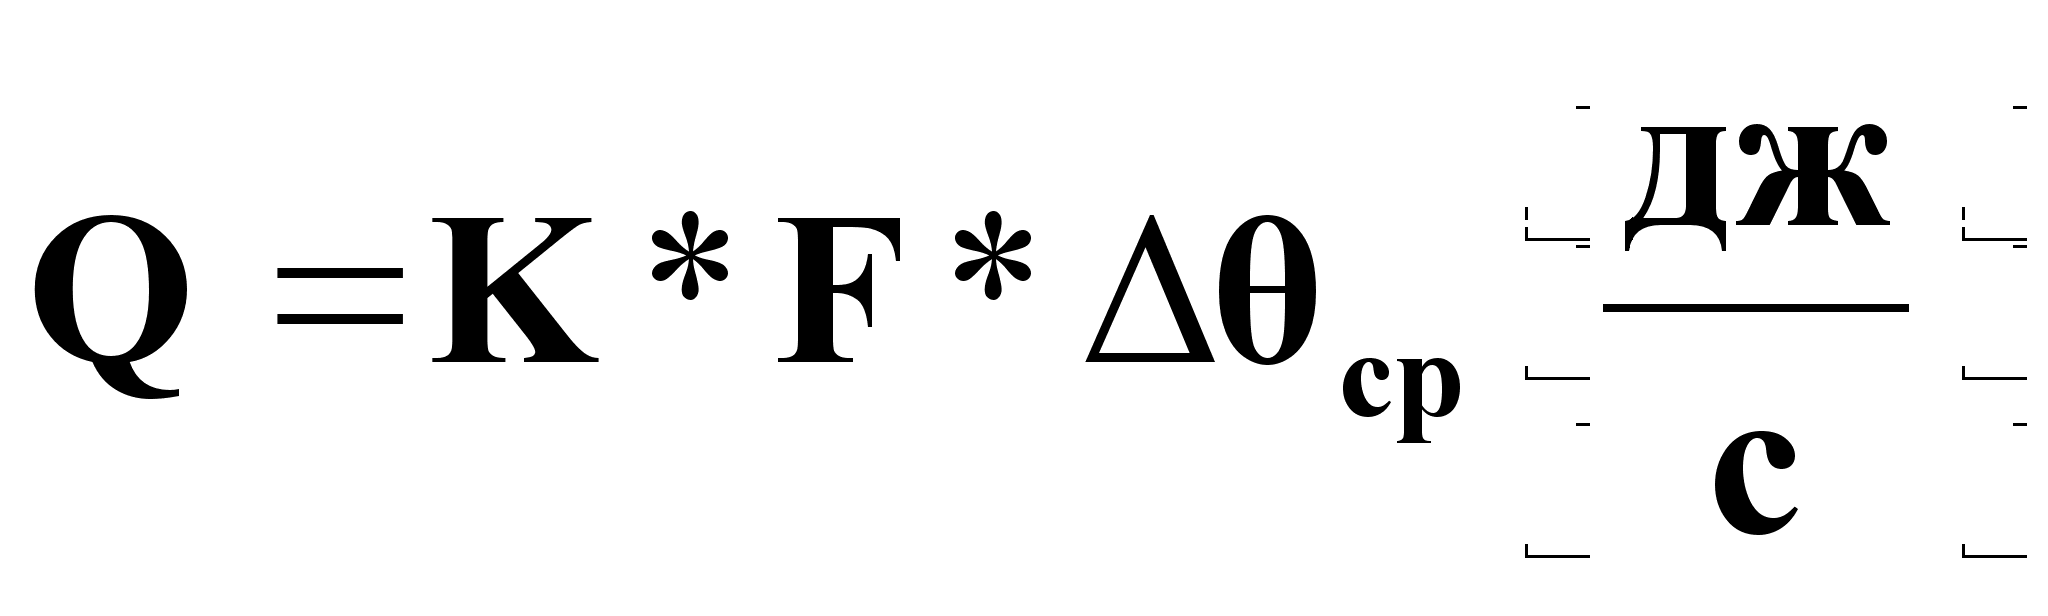 Q =K * F * Δθср дж/с